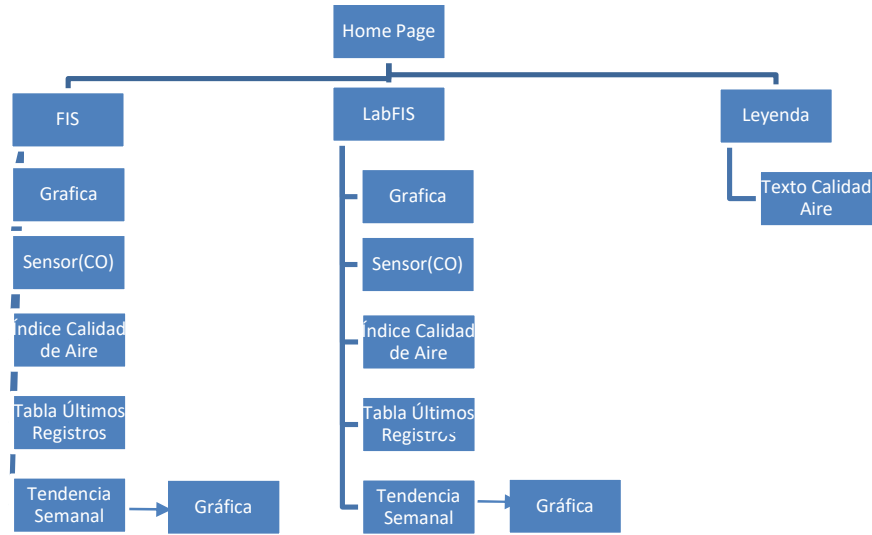 Home Page
FIS
LabFIS
Leyenda
Grafica
Grafica
Texto Calidad
Aire
Sensor(CO)
Sensor(CO)
Índice Calidad
de Aire
Índice Calidad
de Aire
Tabla Últimos
Registros
Tabla Últimos
Registros
Tendencia
Semanal
Gráfica
Tendencia
Semanal
Gráfica